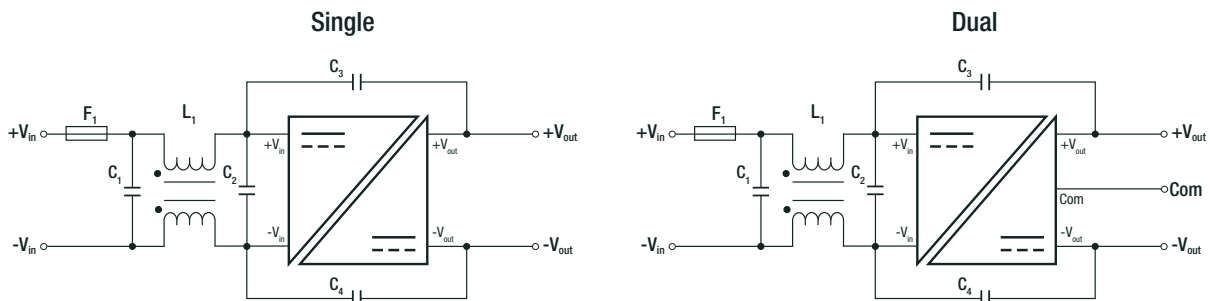 Single
Dual
C3
C3
F1
L1
F1
L1
+Vin
+Vin
+Vout
+Vout
+Vin
+Vout
+Vout
C1
C2
C1
C2
Com
Com
-Vin
-Vin
-Vout
-Vout
-Vin
-Vin
-Vout
-Vout
C4
C4